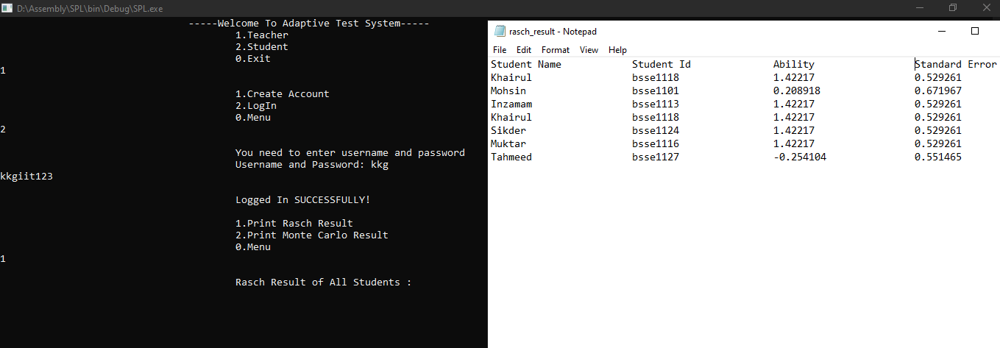 D:\Assembly\SPL\bin\Debug\SPL.exe
-----Welcome To Adaptive Test System-----
1.Teacher
2.Student
0.Exit
1
1.Create Account
2.LogIn
0.Menu
2
You need to enter username and password
Username and Password: kkg
kkgiit123
Logged In SUCCESSFULLY!
1.Print Rasch Result
2.Print Monte Carlo Result
0.Menu
1
Rasch Result of All Students :
rasch_result - Notepad
File Edit Format View Help
Student Name Student Id Ability Standard Error
Khairul bsse1118 1.42217 0.529261
Mohsin bsse1101 0.208918 0.671967
Inzamam bsse1113 1.42217 0.529261
Khairul bsse1118 1.42217 0.529261
Sikder bsse1124 1.42217 0.529261
Muktar bsse1116 1.42217 0.529261
Tahmeed bsse1127 -0.254104 0.551465